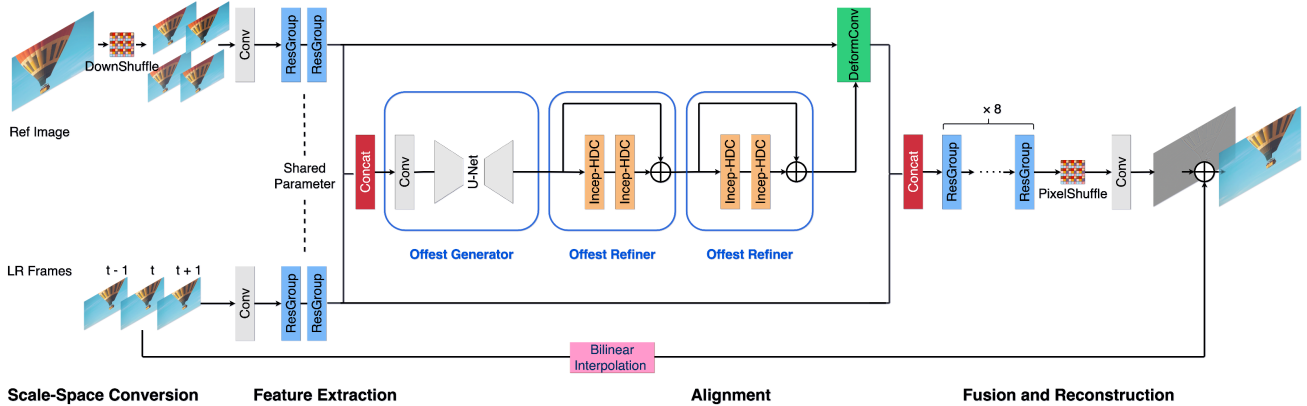 DownShuffle
Ref Image
Conv
ResGroup
ResGroup
DeformConv
Shared
Parameter
Concat
Conv
U-Net
Offest Generator
Incep-HDC
Incep-HDC
Offest Refiner
Incep-HDC
Incep-HDC
Offest Refiner
Concat
× 8
ResGroup
ResGroup
PixelShuffle
Conv
LR Frames
t - 1
t
t + 1
Conv
ResGroup
ResGroup
Bilinear
Interpolation
Scale-Space Conversion
Feature Extraction
Alignment
Fusion and Reconstruction